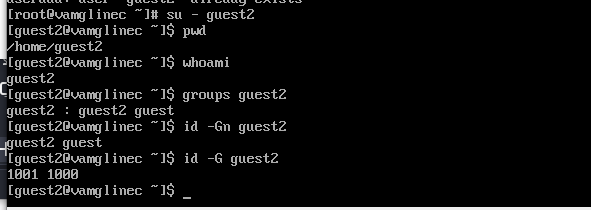 [root@vamglinec ~]# su - guest2
[guest2@vamglinec ~]$ pwd
/home/guest2
[guest2@vamglinec ~]$ whoami
guest2
[guest2@vamglinec ~]$ groups guest2
guest2 : guest2 guest
[guest2@vamglinec ~]$ id -Gn guest2
guest2 guest
[guest2@vamglinec ~]$ id -G guest2
1001 1000
[guest2@vamglinec ~]$ _